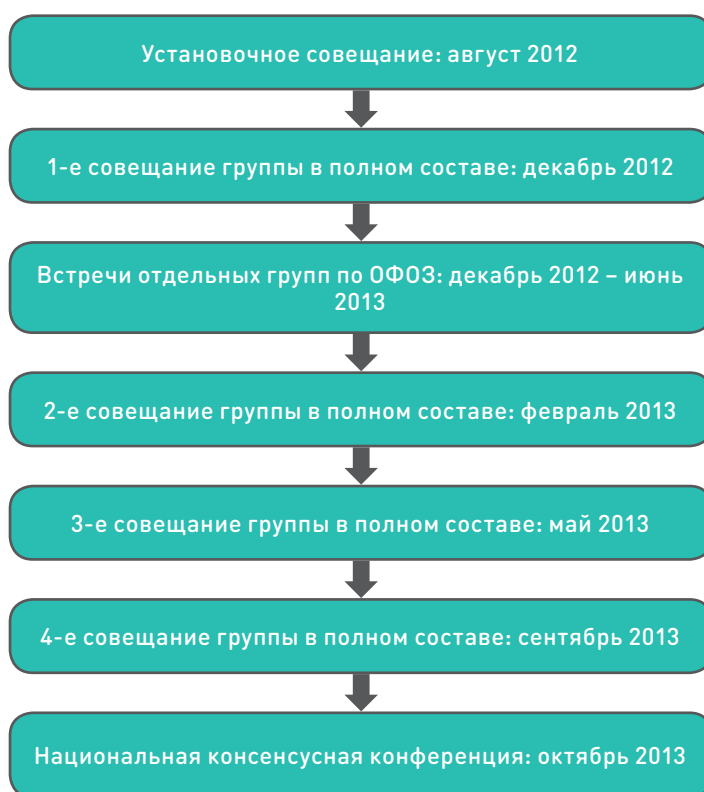 Установочное совещание: август 2012
1-е совещание группы в полном составе: декабрь 2012
Встречи отдельных групп по ОФОЗ: декабрь 2012 – июнь
2013
2-е совещание группы в полном составе: февраль 2013
3-е совещание группы в полном составе: май 2013
4-е совещание группы в полном составе: сентябрь 2013
Национальная консенсусная конференция: октябрь 2013